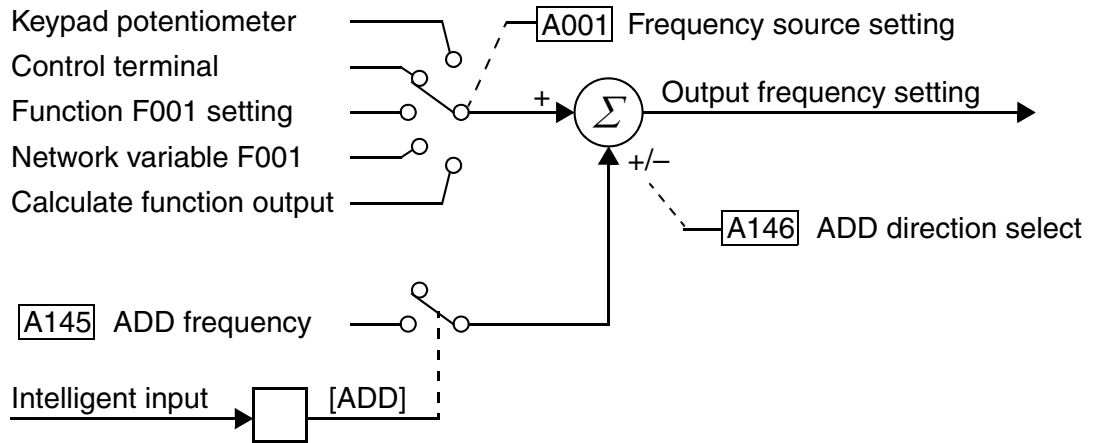 Keypad potentiometer
A001 Frequency source setting
Control terminal
Function F001 setting
+
Σ
Output frequency setting
Network variable F001
+/–
Calculate function output
A146 ADD direction select
A145 ADD frequency
Intelligent input
[ADD]